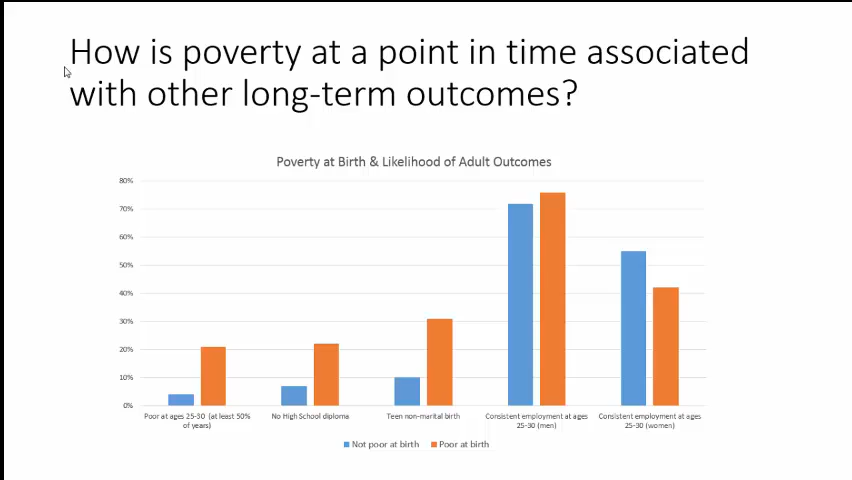 How is poverty at a point in time associated
with other long-term outcomes?
Poverty at Birth & Likelihood of Adult Outcomes
80%
70%
60%
50%
40%
30%
20%
10%
0%
Poor at ages 25-30 (at least 50%
of years)
No High School diploma
Teen non-marital birth
Consistent employment at ages
25-30 (men)
Consistent employment at ages
25-30 (women)
Not poor at birth
Poor at birth